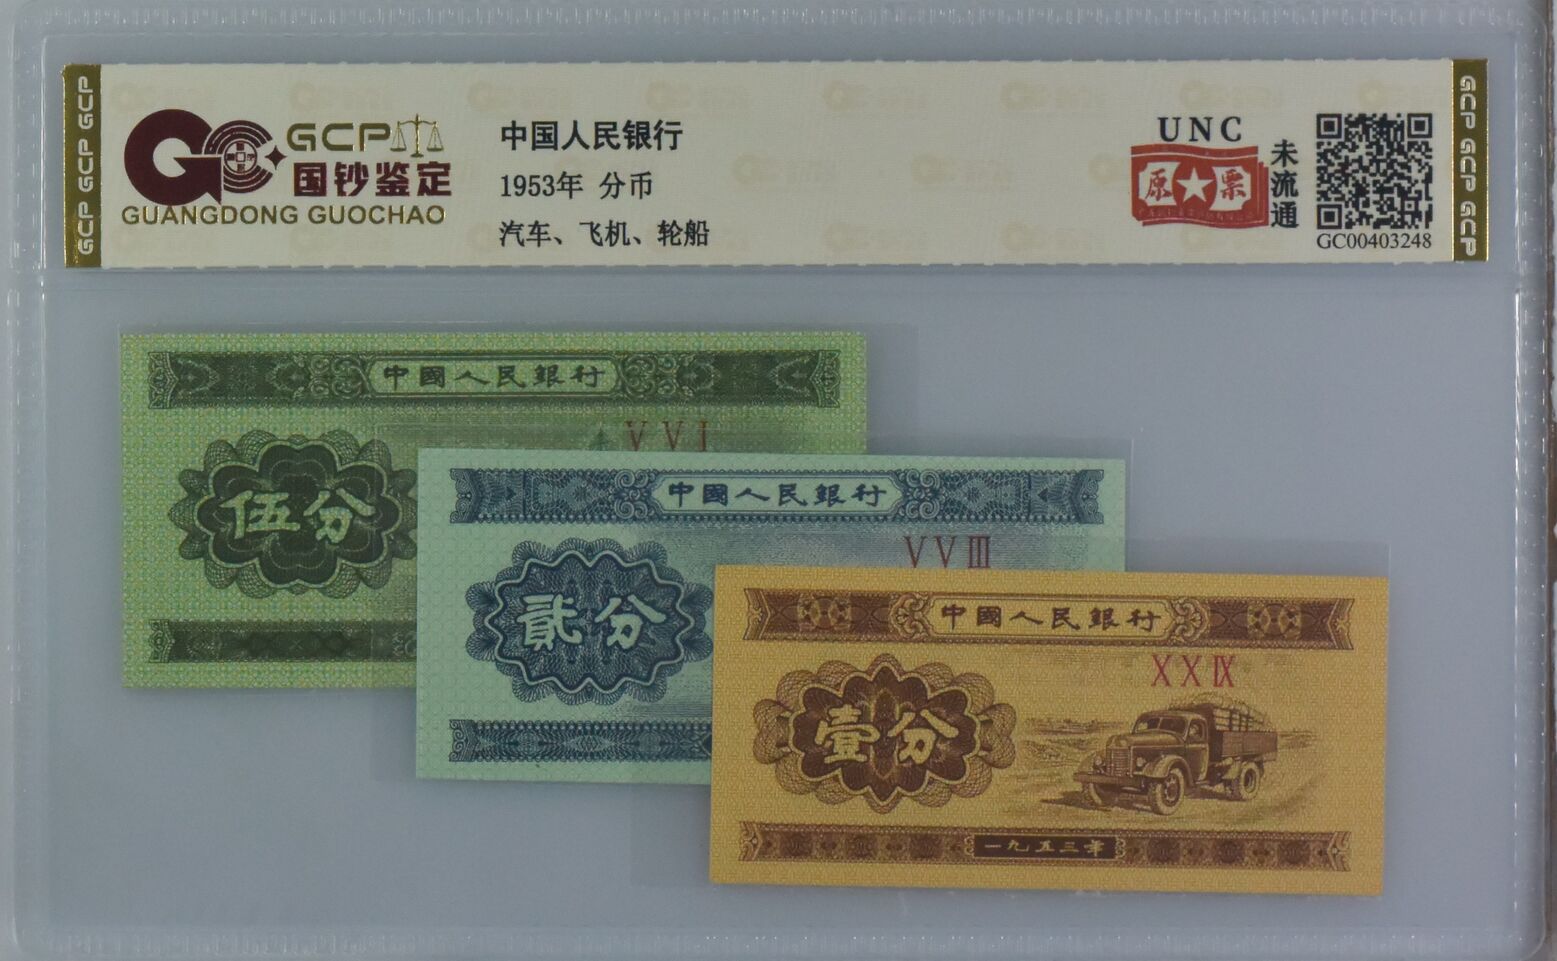 GCP GCP GCP
GCP
国钞鉴定
GUANGDONG GUOCHAO
中国人民银行
1953年 分币
汽车、飞机、轮船
UNC
原★票
未流通
GC00403248
GCP GCP GCP
中國人民銀行
VVI
伍分
中國人民銀行
VVIII
貳分
中國人民銀行
XXIX
壹分
一九五三年